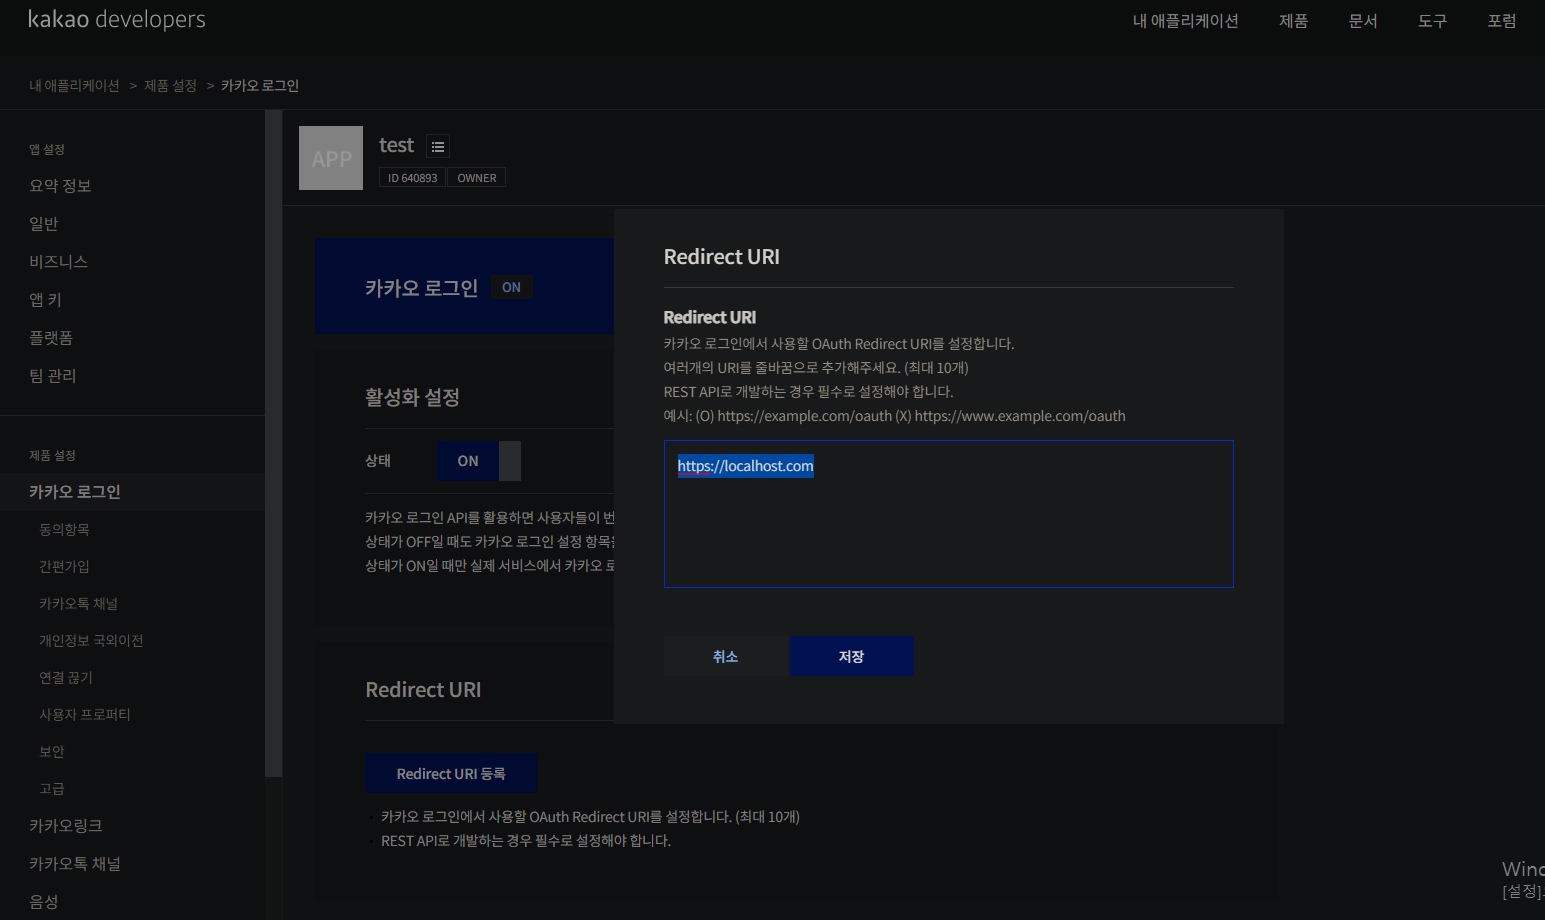 kakao developers
내 애플리케이션 제품 문서 도구 포럼
내 애플리케이션 > 제품 설정 > 카카오 로그인
앱 설정
요약 정보
일반
비즈니스
앱 키
플랫폼
팀 관리
제품 설정
카카오 로그인
동의항목
간편가입
카카오톡 채널
개인정보 국외이전
연결 끊기
사용자 프로퍼티
보안
고급
카카오링크
카카오톡 채널
음성
APP
test
ID 640893 OWNER
카카오 로그인 ON
활성화 설정
상태 ON
카카오 로그인 API를 활용하면 사용자들이 번
상태가 OFF일 때도 카카오 로그인 설정 항목을
상태가 ON일 때만 실제 서비스에서 카카오 로
Redirect URI
Redirect URI 등록
카카오 로그인에서 사용할 OAuth Redirect URI를 설정합니다. (최대 10개)
REST API로 개발하는 경우 필수로 설정해야 합니다.
Redirect URI
Redirect URI
카카오 로그인에서 사용할 OAuth Redirect URI를 설정합니다.
여러개의 URI를 줄바꿈으로 추가해주세요. (최대 10개)
REST API로 개발하는 경우 필수로 설정해야 합니다.
예시: (O) https://example.com/oauth (X) https://www.example.com/oauth
https://localhost.com
취소 저장
[설정]